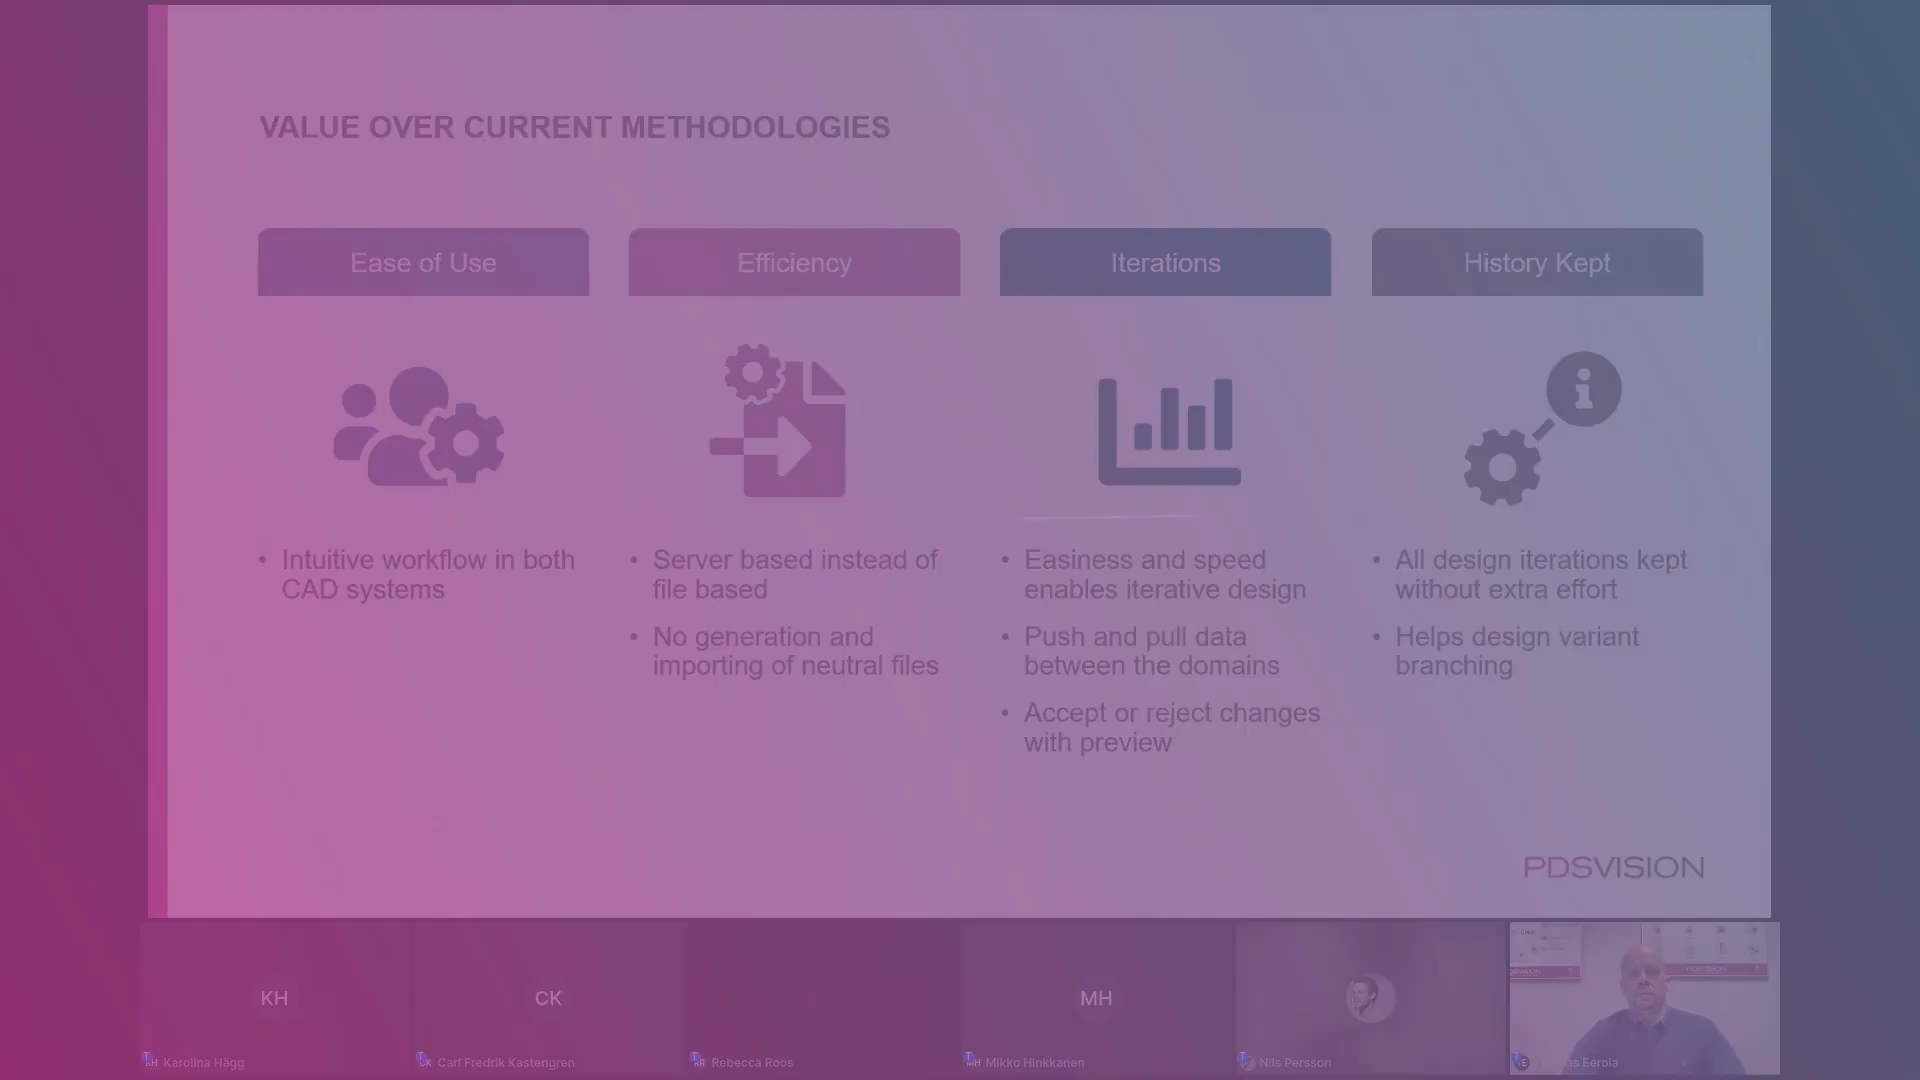 VALUE OVER CURRENT METHODOLOGIES
Ease of Use
Efficiency
Iterations
History Kept
• Intuitive workflow in both
CAD systems
• Server based instead of
file based
• No generation and
importing of neutral files
• Easiness and speed
enables iterative design
• Push and pull data
between the domains
• Accept or reject changes
with preview
• All design iterations kept
without extra effort
• Helps design variant
branching
PDSVISION
KH
CK
MH
Karolina Hägg
Carl Fredrik Kastengren
Rebecca Roos
Mikko Hinkkanen
Nils Persson
Eerola